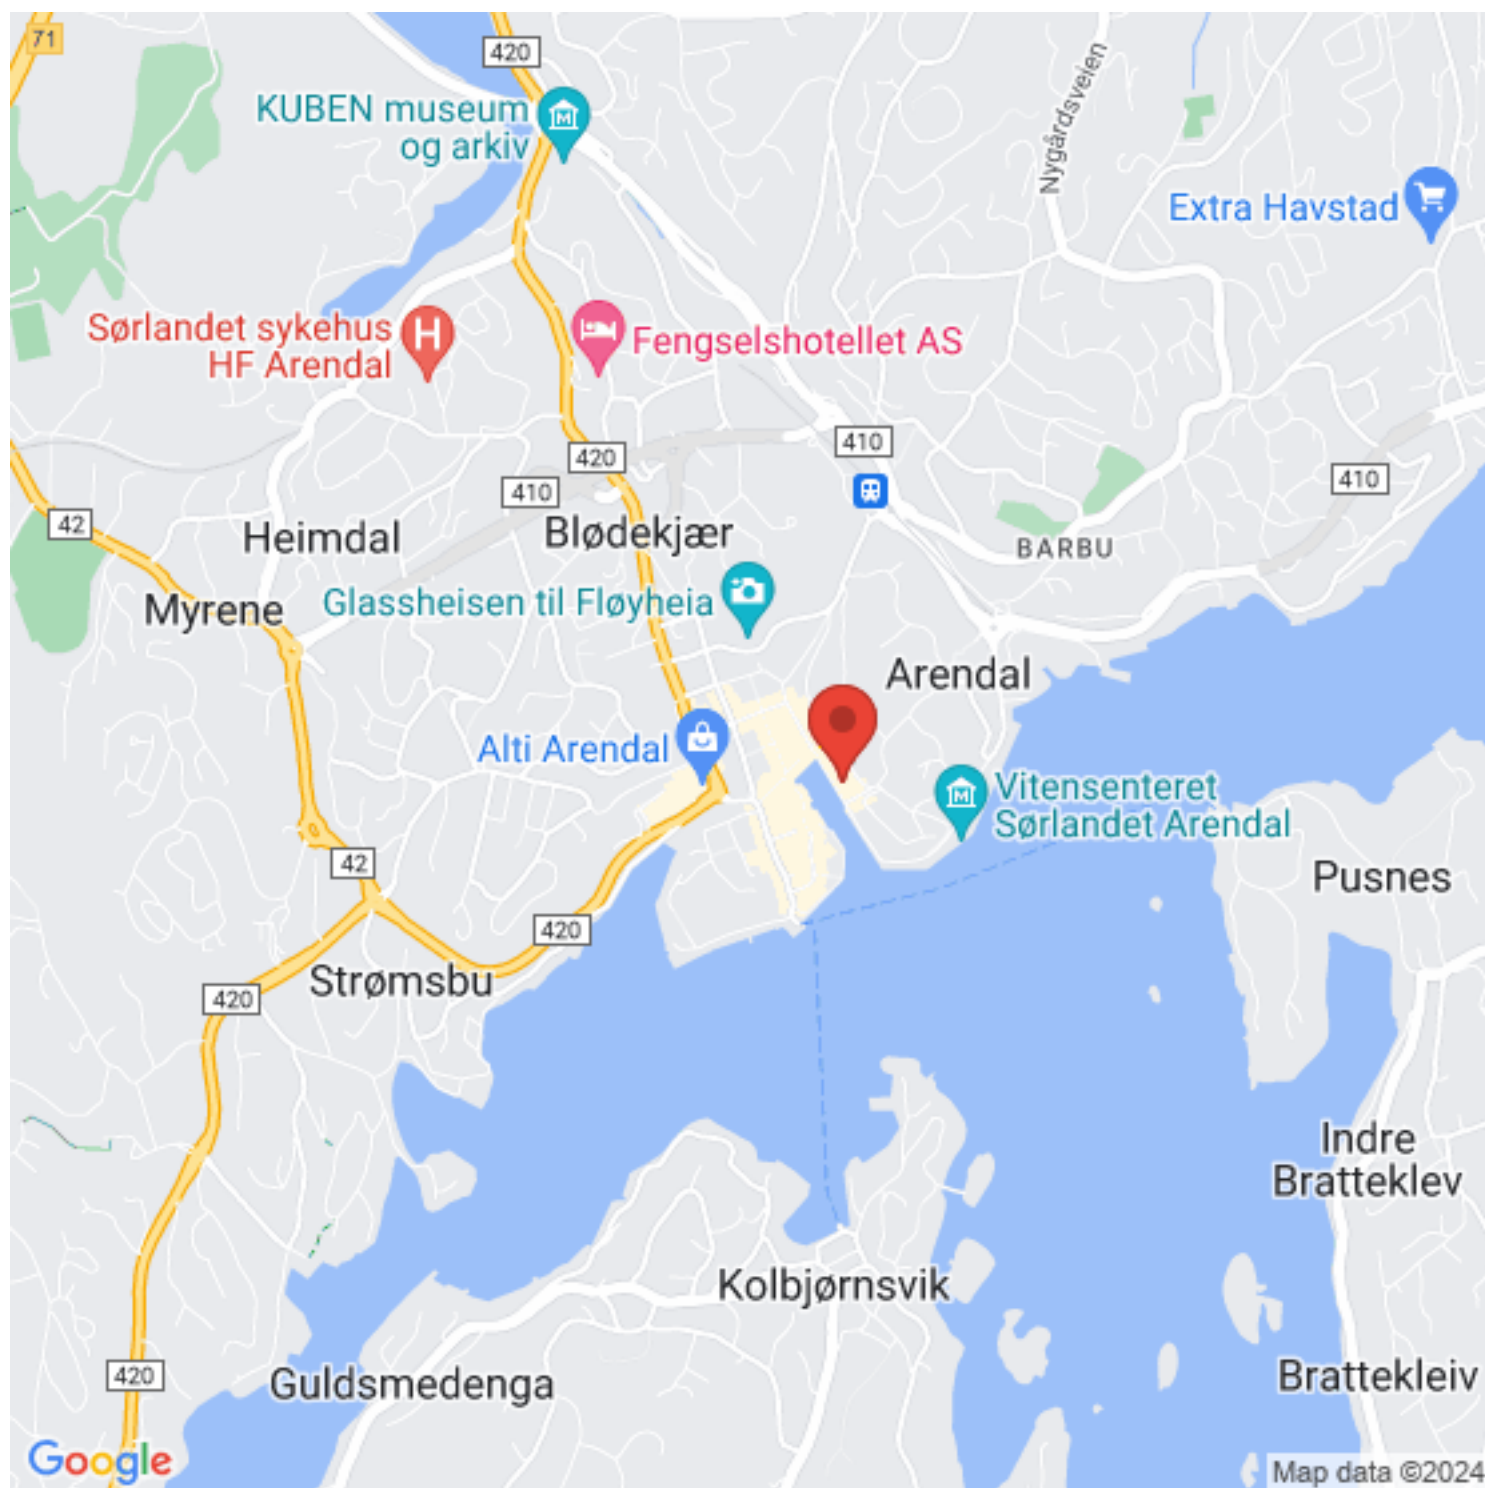 71
420
KUBEN museum
og arkiv
Nygårdsveien
Extra Havstad
Sørlandet sykehus
HF Arendal
Fengselshotellet AS
410
420
410
410
42
Heimdal
Blødekjær
BARBU
Myrene
Glassheisen til Fløyheia
Arendal
Alti Arendal
Vitensenteret
Sørlandet Arendal
42
Pusnes
420
Strømsbu
420
Indre
Bratteklev
Kolbjørnsvik
Guldsmedenga
Brattekleiv
420
Google
Map data ©2024